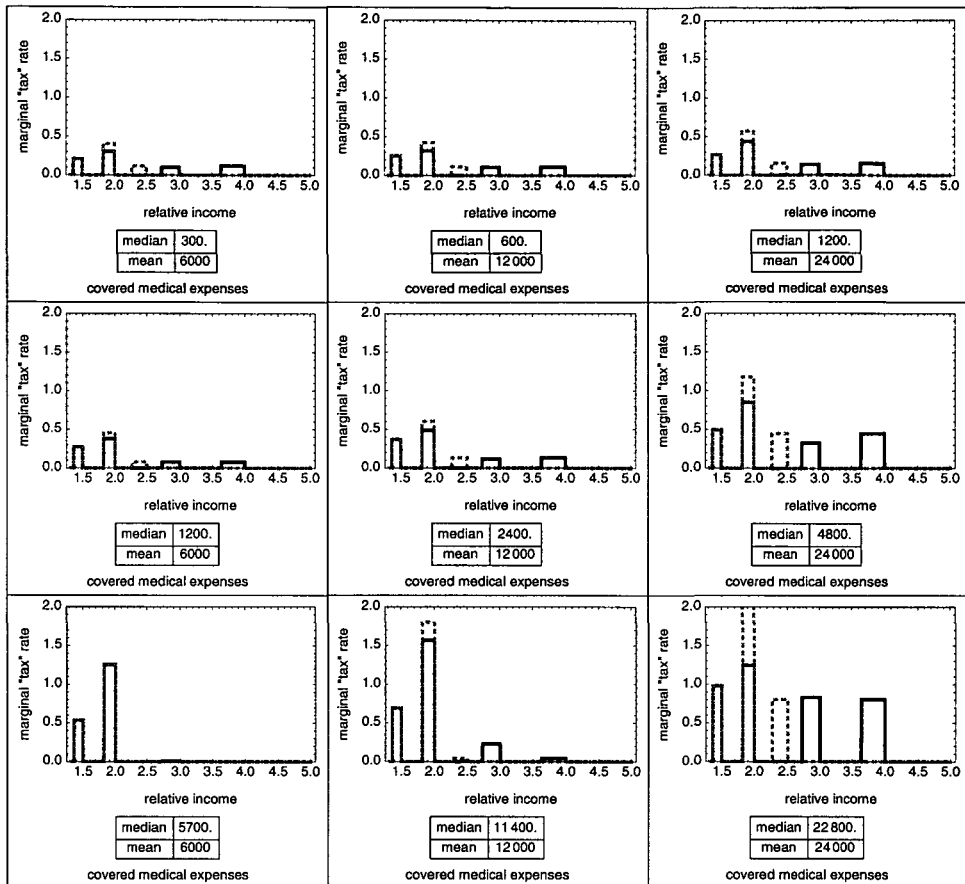 marginal "tax" rate
2.0
1.5
1.0
0.5
0.0
1.5 2.0 2.5 3.0 3.5 4.0 4.5 5.0
relative income
median 300.
mean 6000
covered medical expenses
marginal "tax" rate
2.0
1.5
1.0
0.5
0.0
1.5 2.0 2.5 3.0 3.5 4.0 4.5 5.0
relative income
median 600.
mean 12 000
covered medical expenses
marginal "tax" rate
2.0
1.5
1.0
0.5
0.0
1.5 2.0 2.5 3.0 3.5 4.0 4.5 5.0
relative income
median 1200.
mean 24 000
covered medical expenses
marginal "tax" rate
2.0
1.5
1.0
0.5
0.0
1.5 2.0 2.5 3.0 3.5 4.0 4.5 5.0
relative income
median 1200.
mean 6000
covered medical expenses
marginal "tax" rate
2.0
1.5
1.0
0.5
0.0
1.5 2.0 2.5 3.0 3.5 4.0 4.5 5.0
relative income
median 2400.
mean 12 000
covered medical expenses
marginal "tax" rate
2.0
1.5
1.0
0.5
0.0
1.5 2.0 2.5 3.0 3.5 4.0 4.5 5.0
relative income
median 4800.
mean 24 000
covered medical expenses
marginal "tax" rate
2.0
1.5
1.0
0.5
0.0
1.5 2.0 2.5 3.0 3.5 4.0 4.5 5.0
relative income
median 5700.
mean 6000
covered medical expenses
marginal "tax" rate
2.0
1.5
1.0
0.5
0.0
1.5 2.0 2.5 3.0 3.5 4.0 4.5 5.0
relative income
median 11 400.
mean 12 000
covered medical expenses
marginal "tax" rate
2.0
1.5
1.0
0.5
0.0
1.5 2.0 2.5 3.0 3.5 4.0 4.5 5.0
relative income
median 22 800.
mean 24 000
covered medical expenses